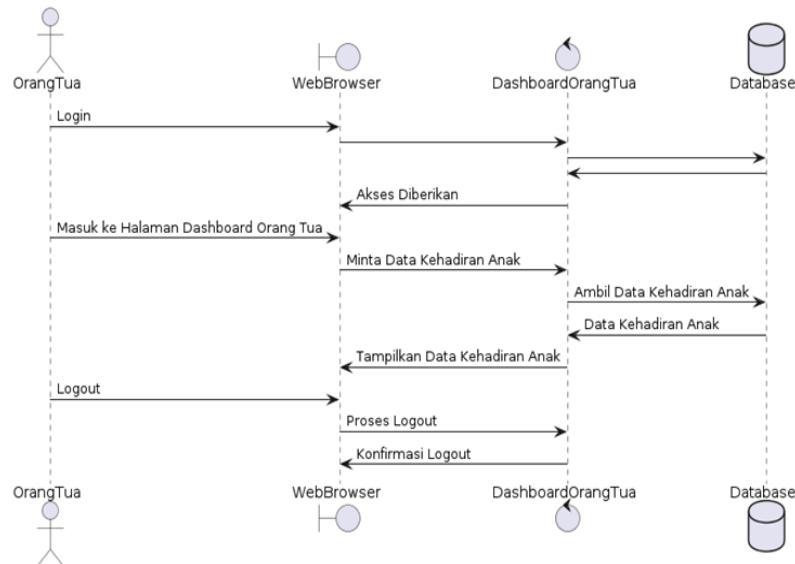 OrangTua
WebBrowser
DashboardOrangTua
Database
Login
Akses Diberikan
Masuk ke Halaman Dashboard Orang Tua
Minta Data Kehadiran Anak
Ambil Data Kehadiran Anak
Data Kehadiran Anak
Tampilkan Data Kehadiran Anak
Logout
Proses Logout
Konfirmasi Logout
OrangTua
WebBrowser
DashboardOrangTua
Database